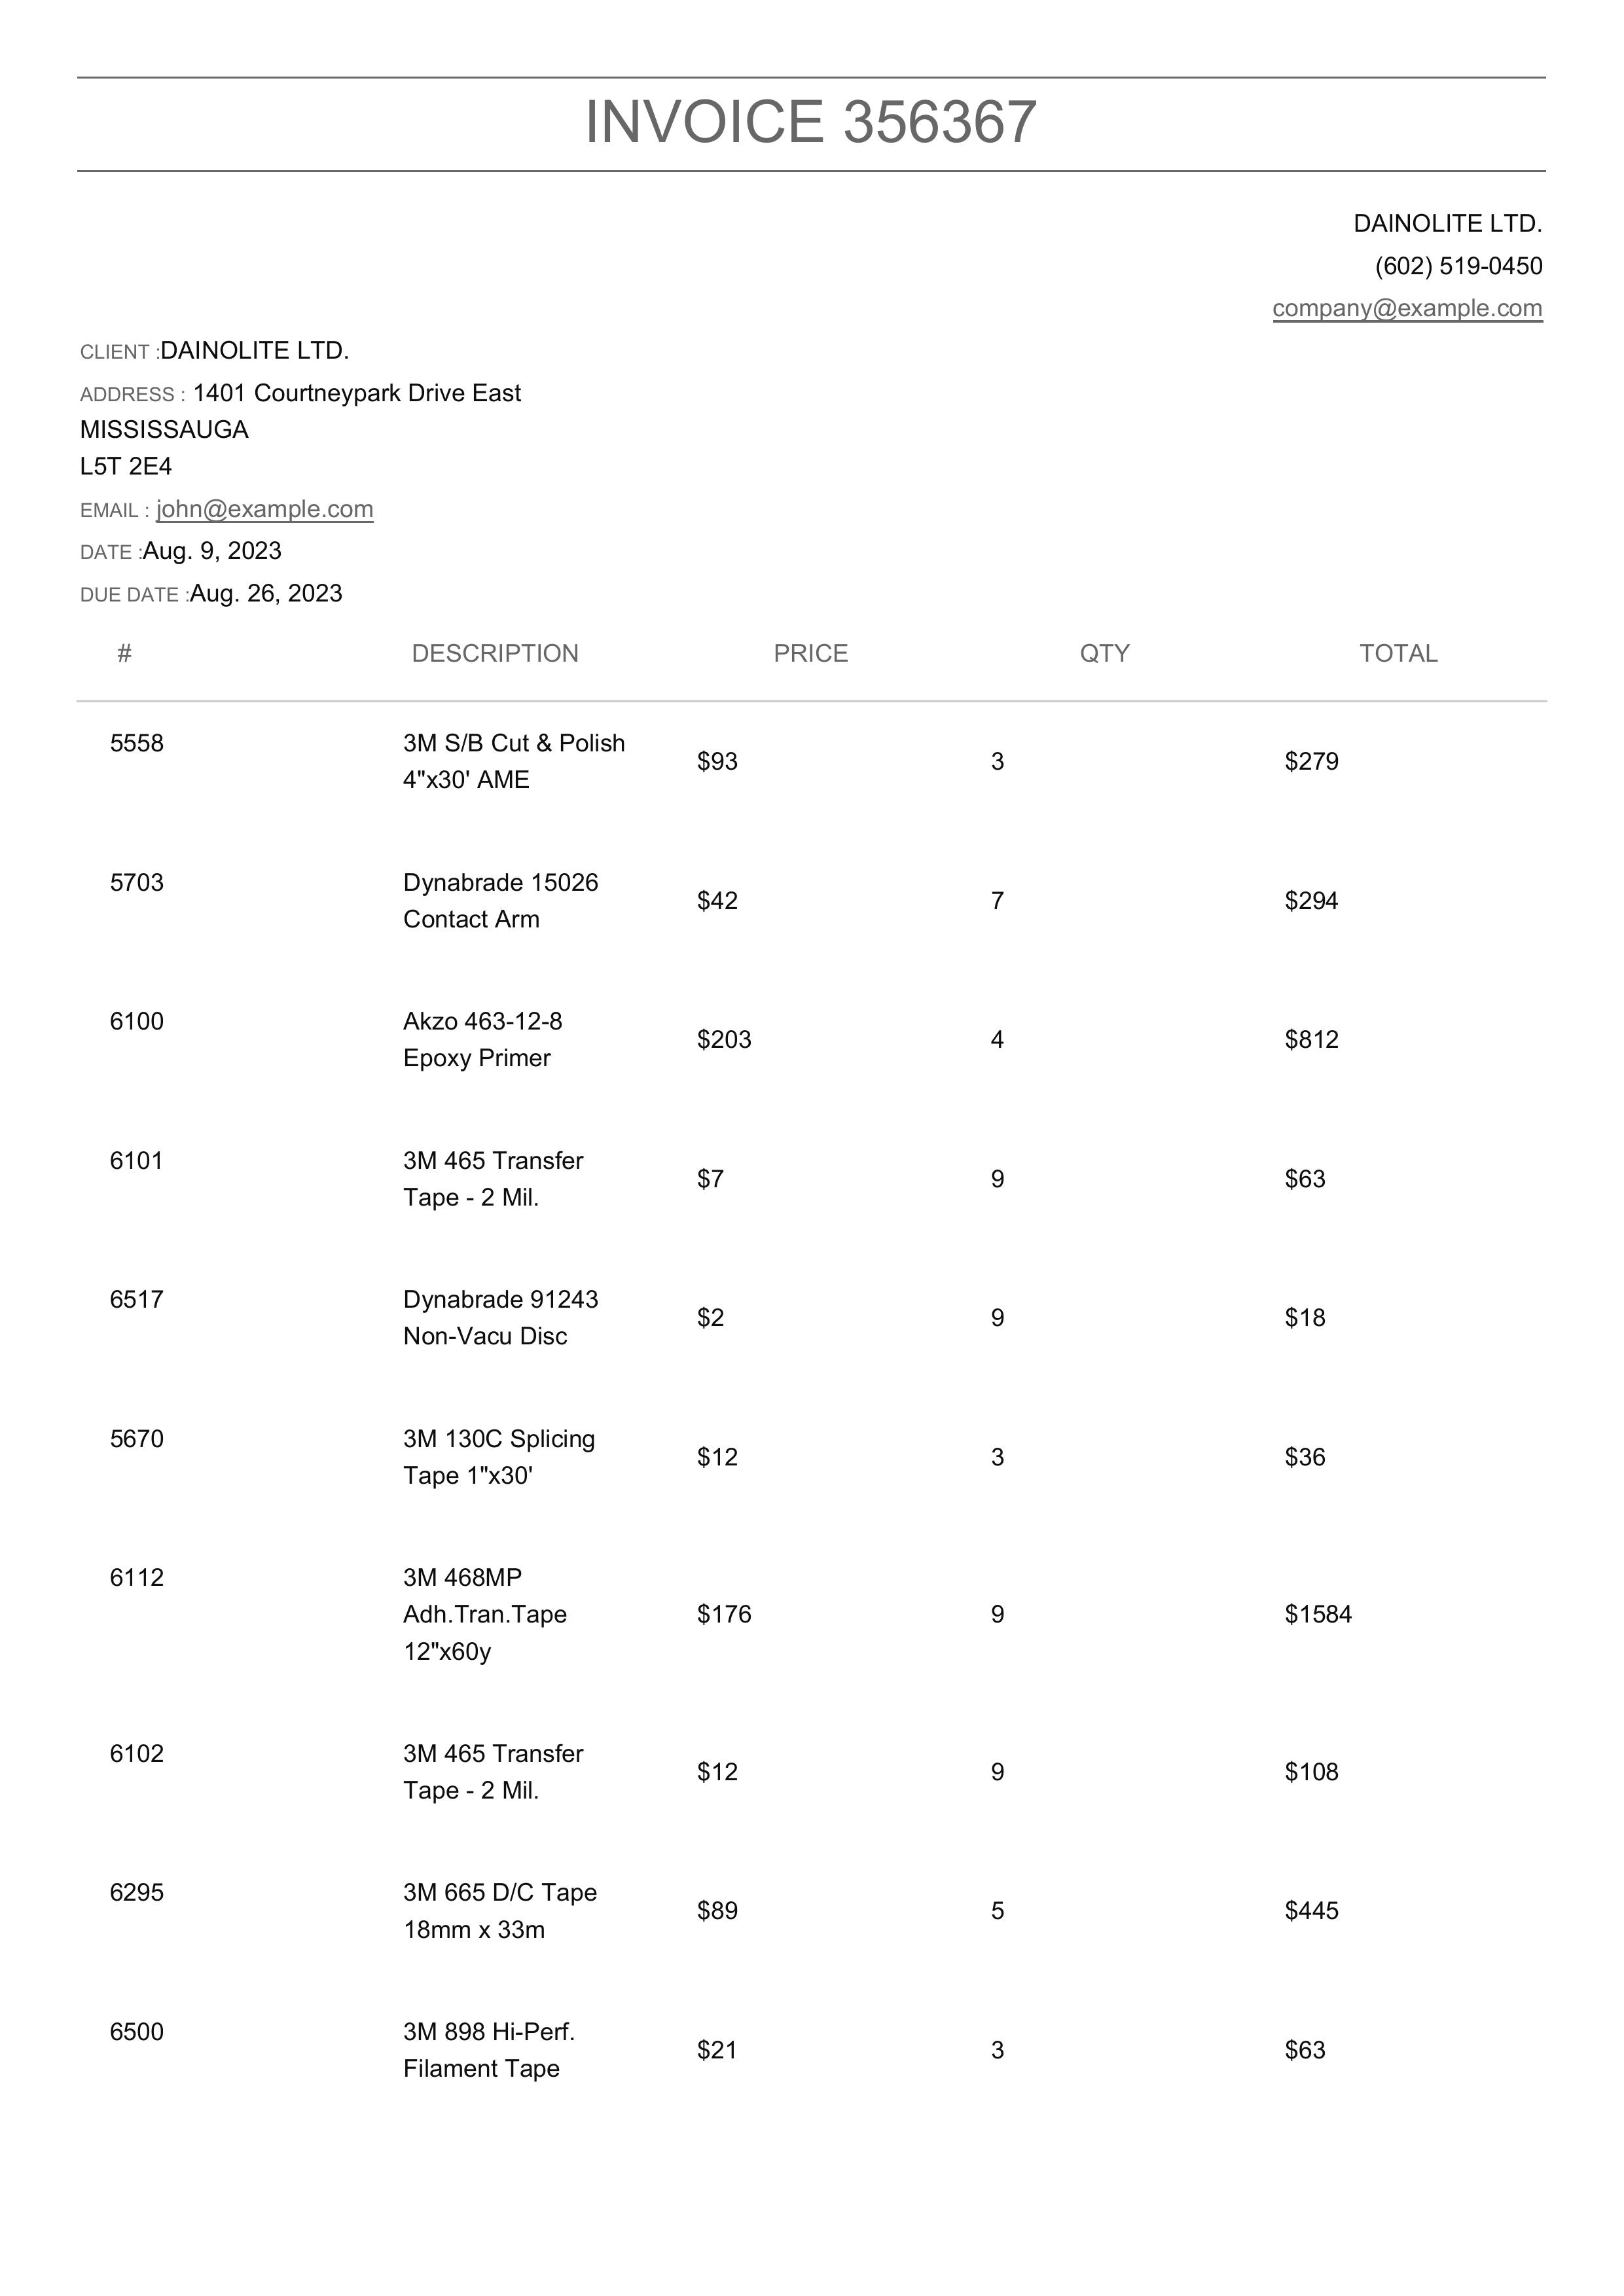 INVOICE 356367
DAINOLITE LTD.
(602) 519-0450
company@example.com
CLIENT :DAINOLITE LTD.
ADDRESS : 1401 Courtneypark Drive East
MISSISSAUGA
L5T 2E4
EMAIL : john@example.com
DATE :Aug. 9, 2023
DUE DATE :Aug. 26, 2023
# DESCRIPTION PRICE QTY TOTAL
5558 3M S/B Cut & Polish
4"x30' AME $93 3 $279
5703 Dynabrade 15026
Contact Arm $42 7 $294
6100 Akzo 463-12-8
Epoxy Primer $203 4 $812
6101 3M 465 Transfer
Tape - 2 Mil. $7 9 $63
6517 Dynabrade 91243
Non-Vacu Disc $2 9 $18
5670 3M 130C Splicing
Tape 1"x30' $12 3 $36
6112 3M 468MP
Adh.Tran.Tape $176 9 $1584
12"x60y
6102 3M 465 Transfer
Tape - 2 Mil. $12 9 $108
6295 3M 665 D/C Tape
18mm x 33m $89 5 $445
6500 3M 898 Hi-Perf.
Filament Tape $21 3 $63